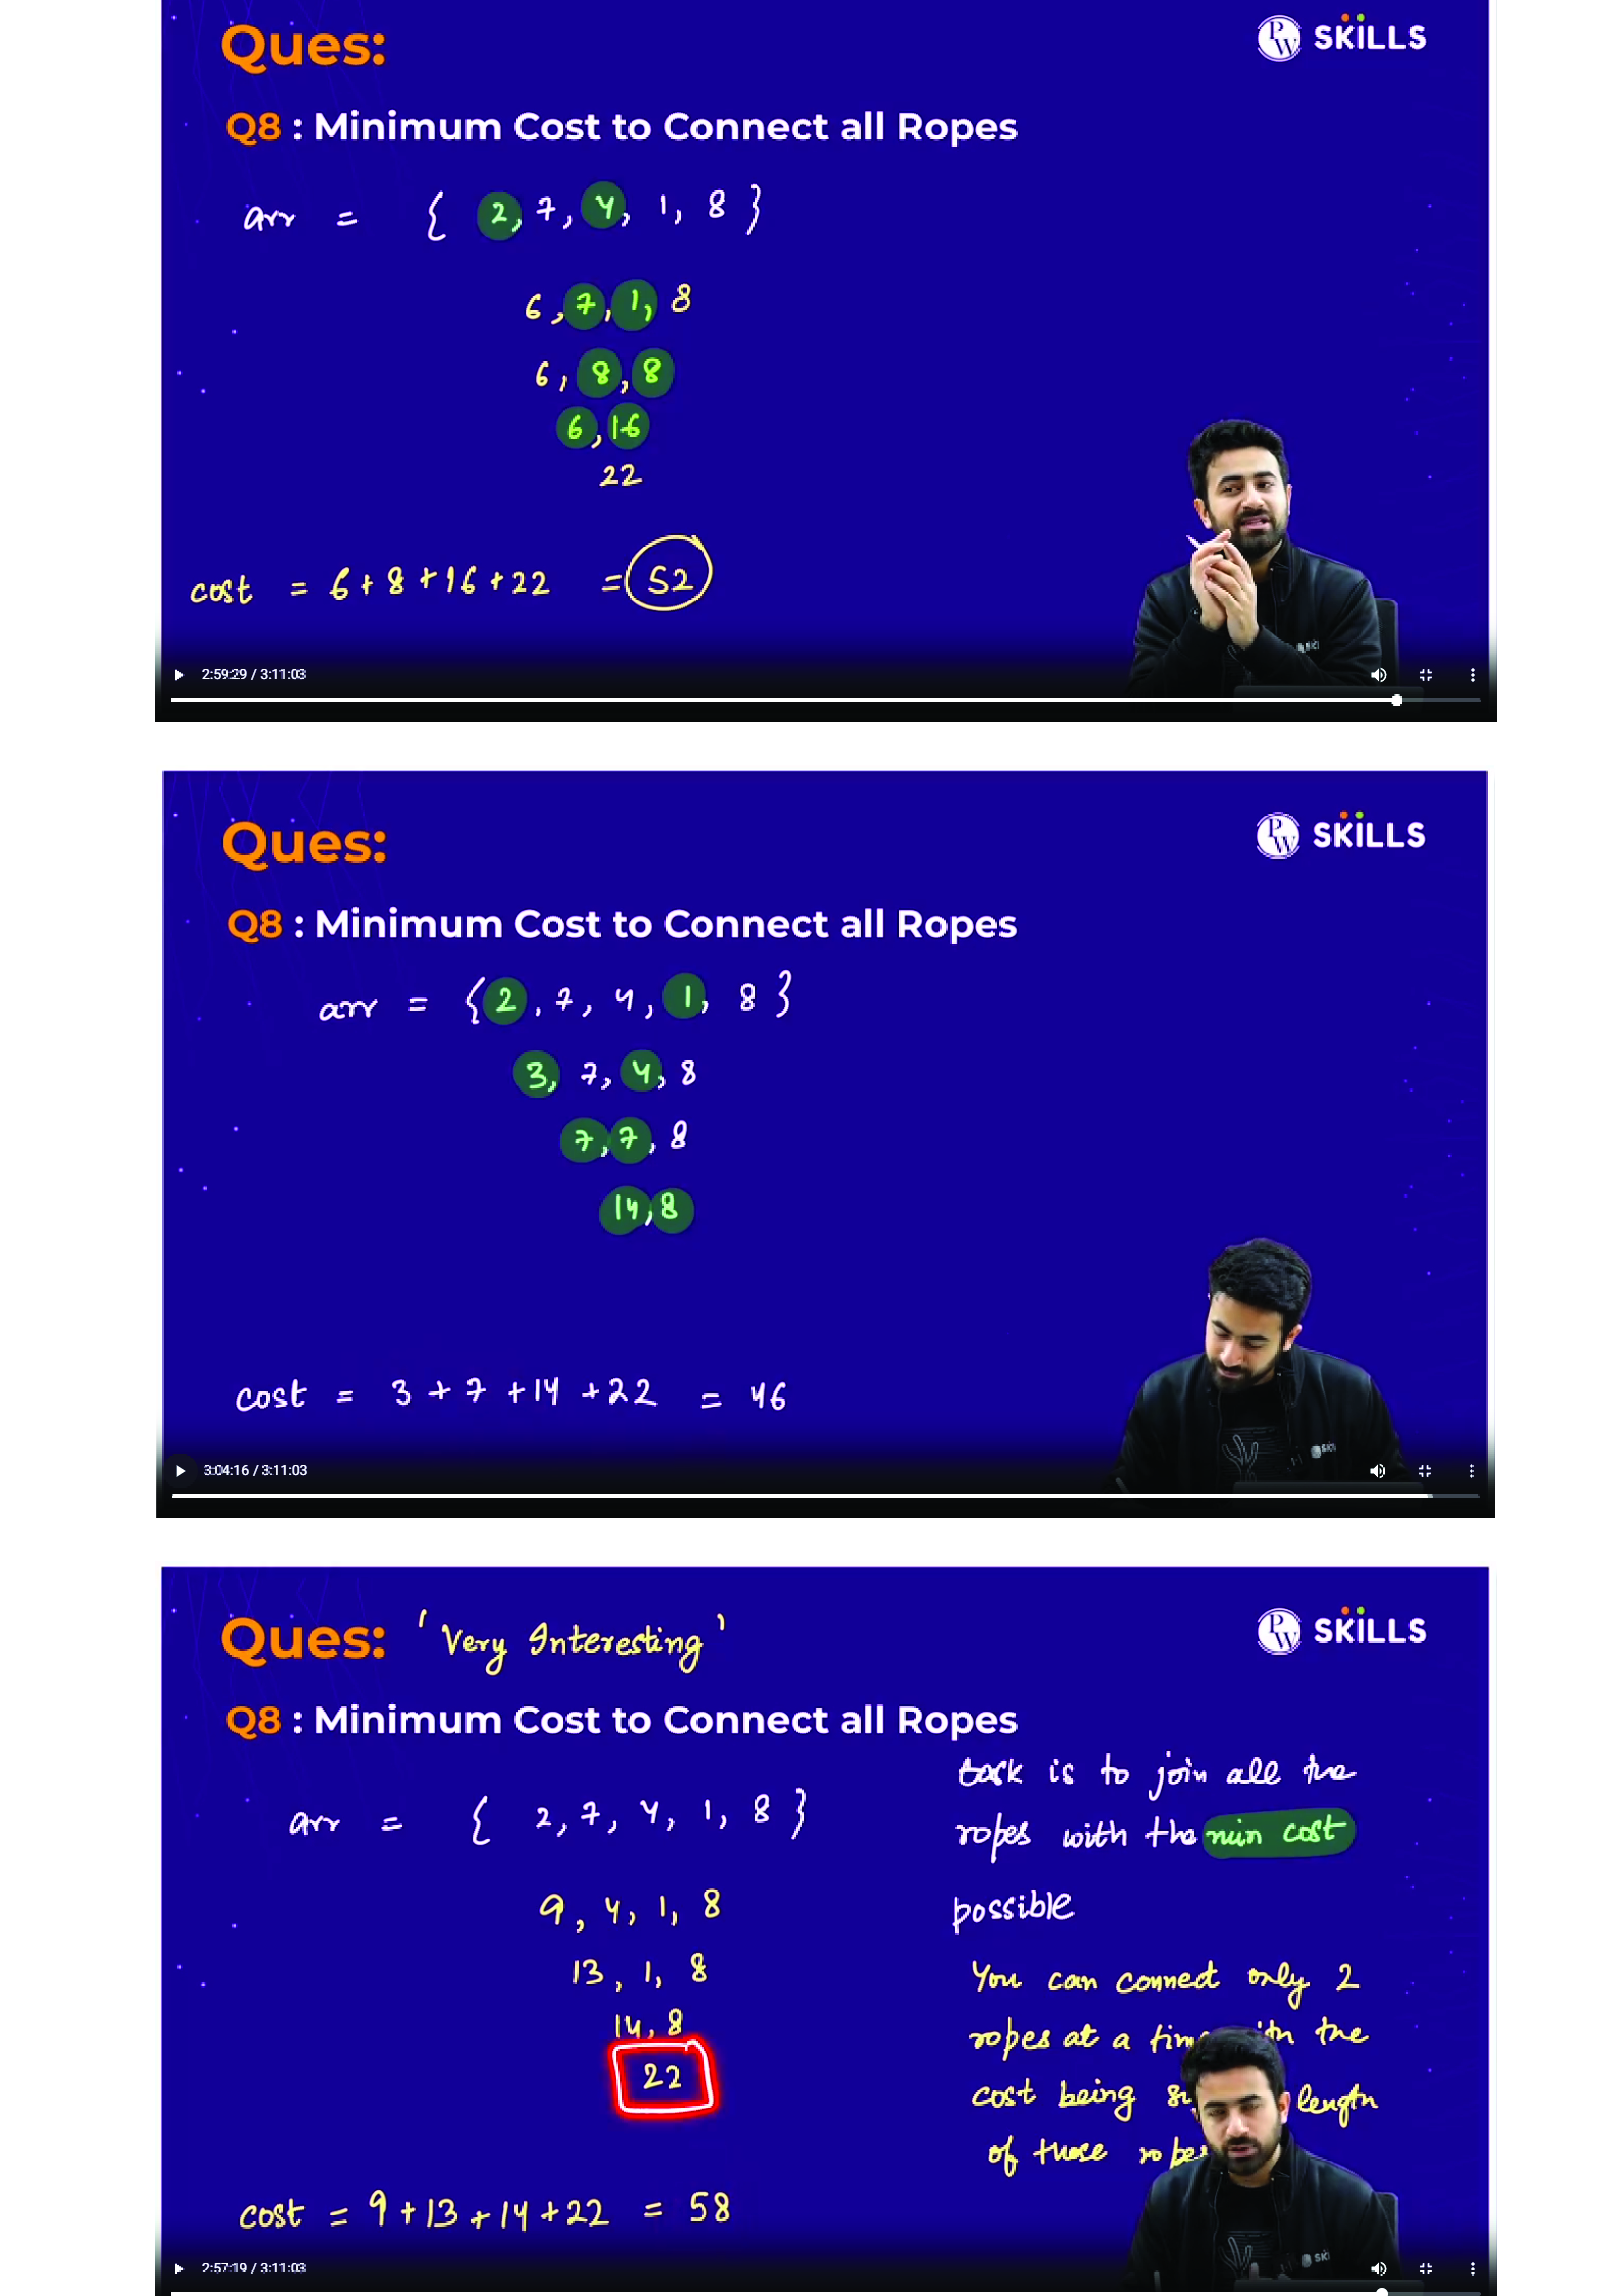 Ques:
PW SKILLS
Q8 : Minimum Cost to Connect all Ropes
arr = { 2, 7, 4, 1, 8 }
6, 7, 1, 8
6, 8, 8
6, 16
22
cost = 6 + 8 + 16 + 22 = 52
SKI
2:59:29 / 3:11:03
Ques:
PW SKILLS
Q8 : Minimum Cost to Connect all Ropes
arr = { 2, 7, 4, 1, 8 }
3, 7, 4, 8
7, 7, 8
14, 8
cost = 3 + 7 + 14 + 22 = 46
SKI
3:04:16 / 3:11:03
Ques: 'Very Interesting'
PW SKILLS
Q8 : Minimum Cost to Connect all Ropes
arr = { 2, 7, 4, 1, 8 }
9, 4, 1, 8
13, 1, 8
14, 8
22
cost = 9 + 13 + 14 + 22 = 58
task is to join all the
ropes with the min cost
possible
You can connect only 2
ropes at a the
cost being length
of those
SKI
2:57:19 / 3:11:03